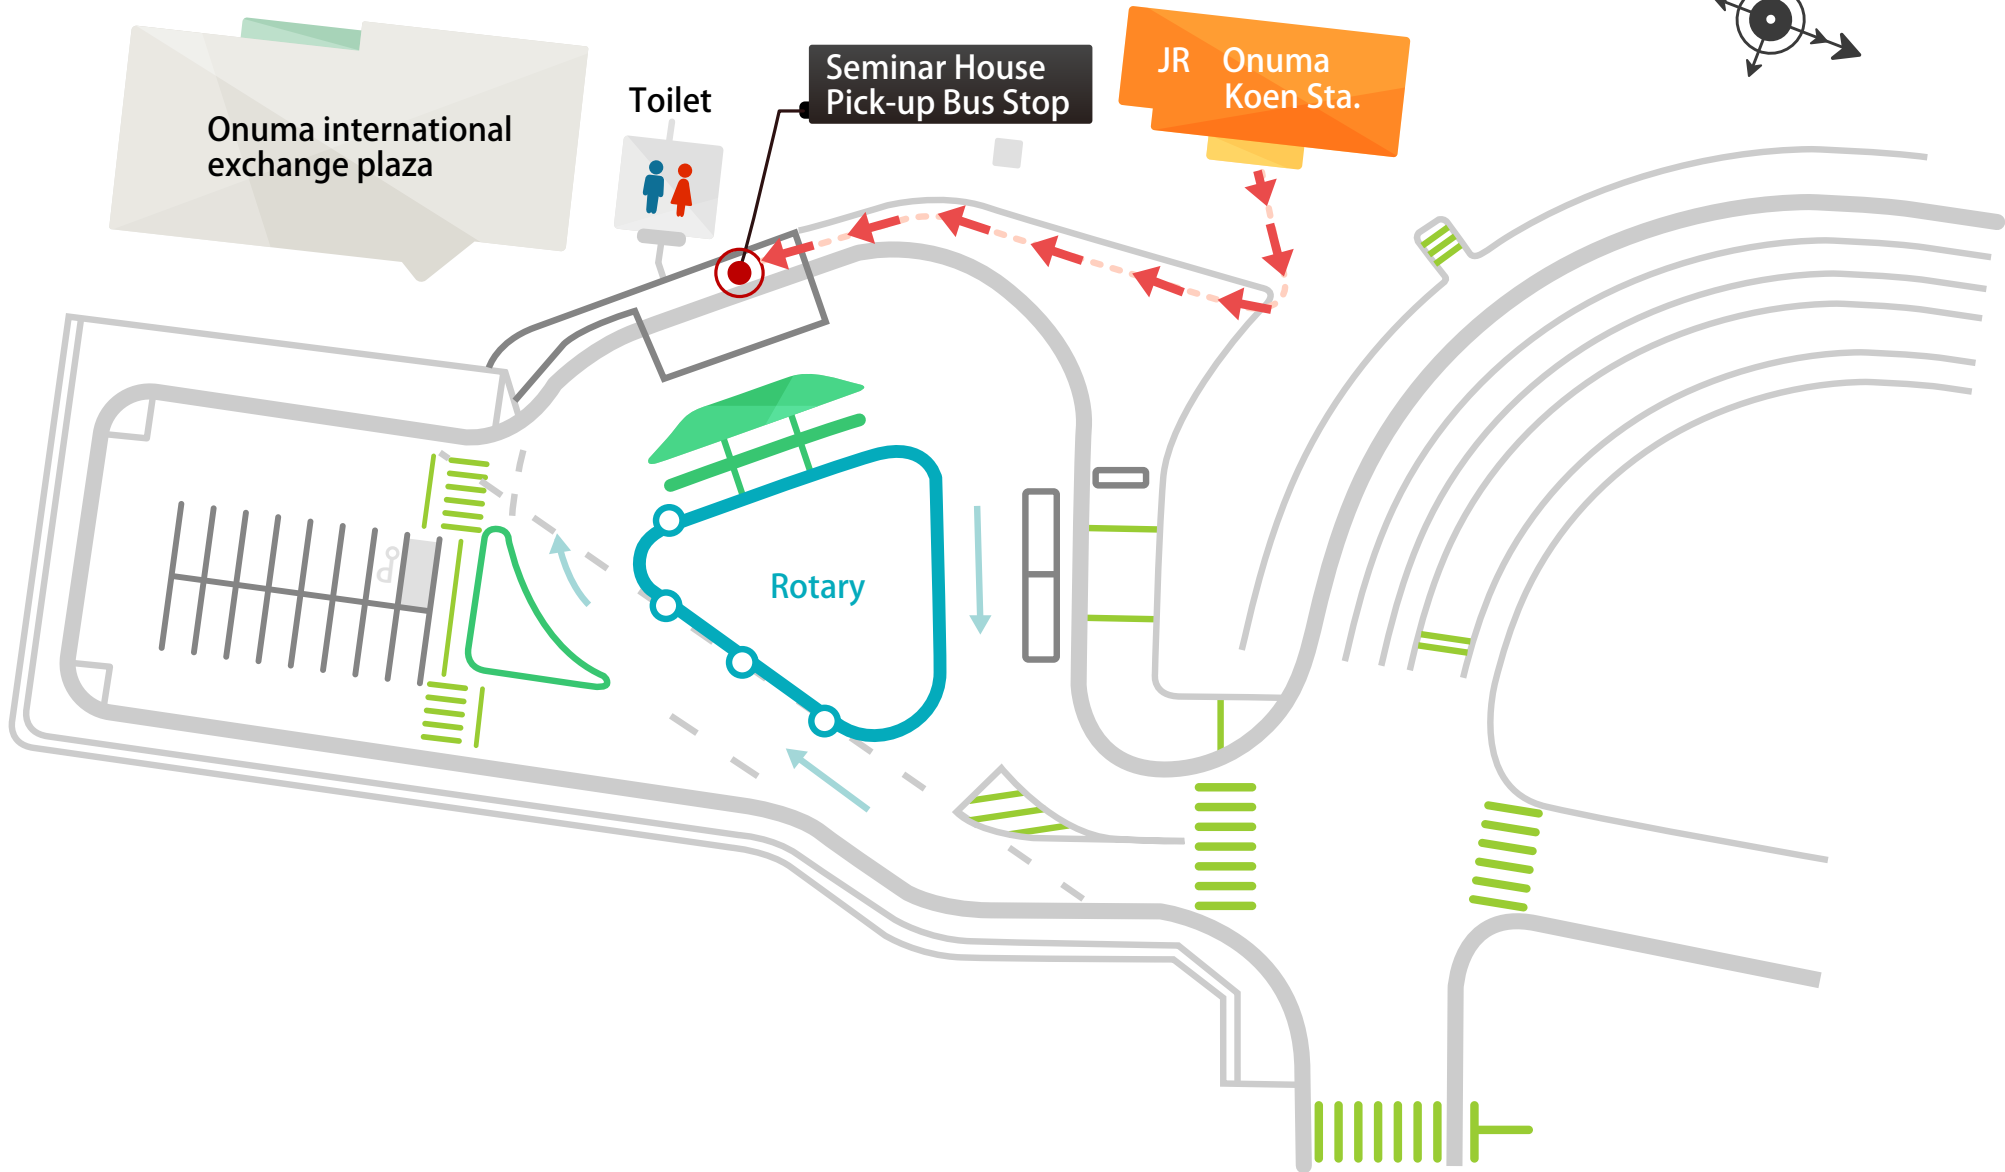 Onuma international
exchange plaza
Toilet
Seminar House
Pick-up Bus Stop
JR Onuma
Koen Sta.
Rotary